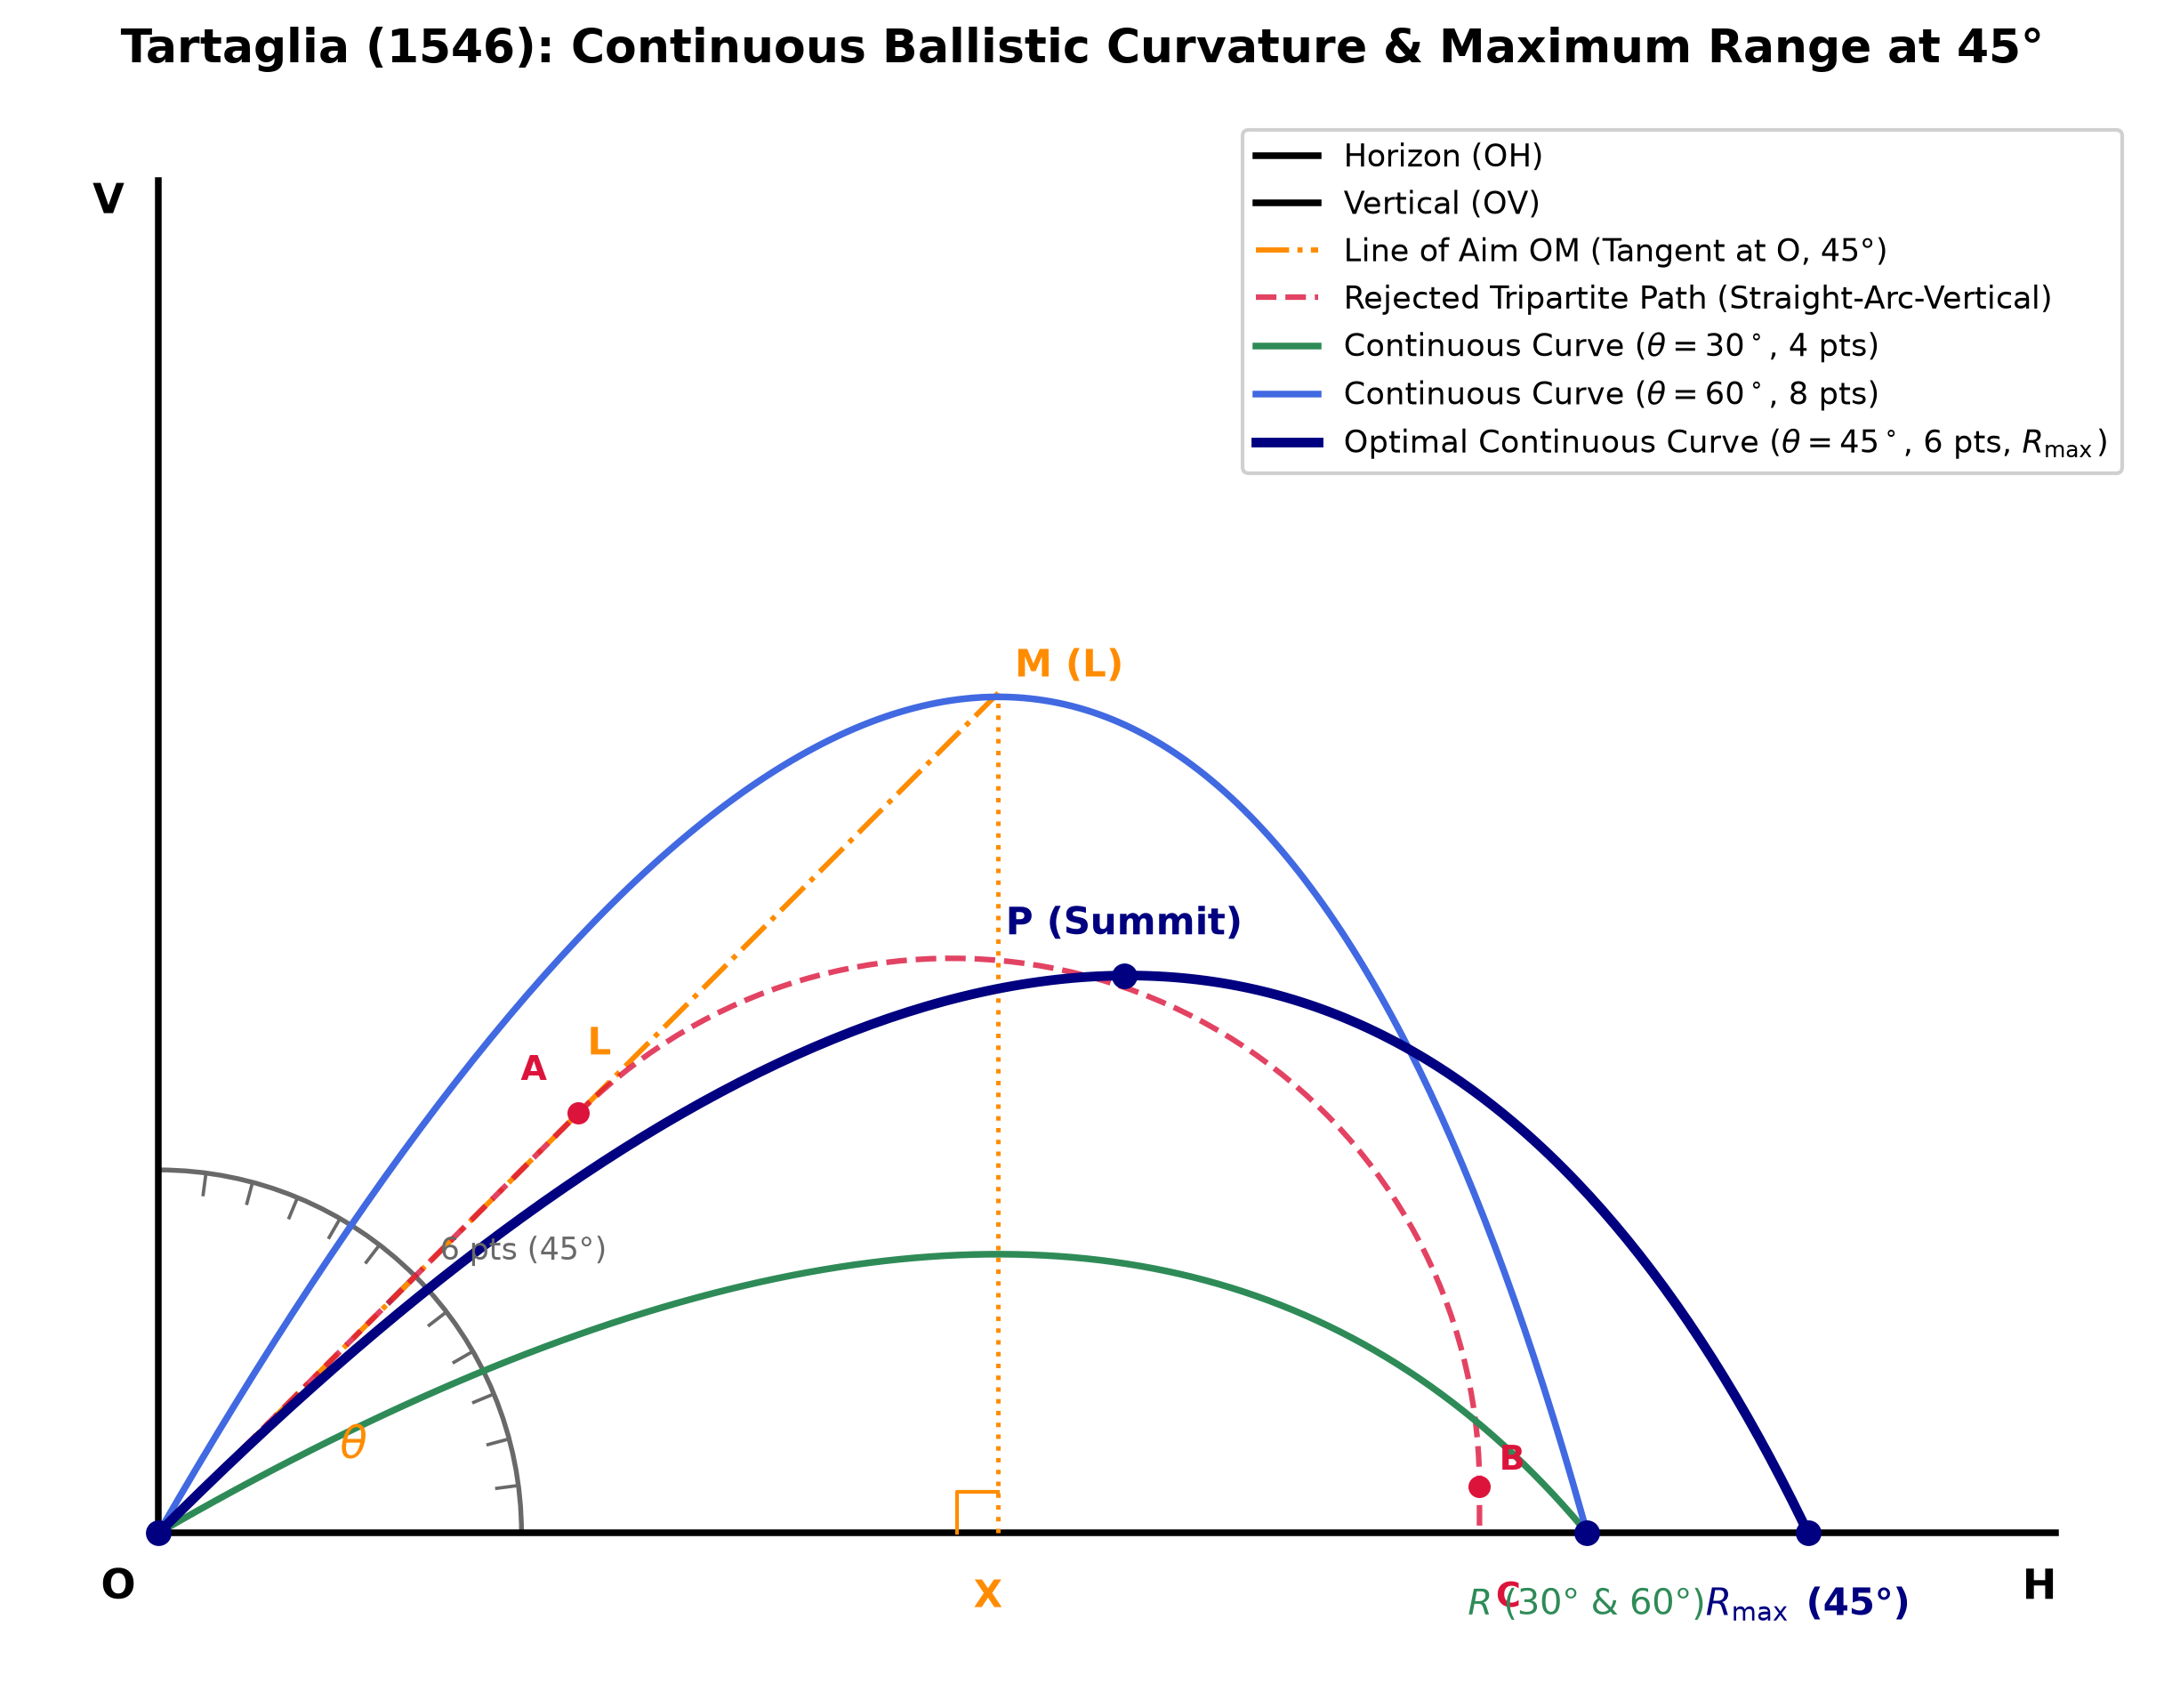 Tartaglia (1546): Continuous Ballistic Curvature & Maximum Range at 45°
V
Horizon (OH)
Vertical (OV)
Line of Aim OM (Tangent at O, 45°)
Rejected Tripartite Path (Straight-Arc-Vertical)
Continuous Curve (θ = 30°, 4 pts)
Continuous Curve (θ = 60°, 8 pts)
Optimal Continuous Curve (θ = 45°, 6 pts, Rmax)
M (L)
P (Summit)
L
A
6 pts (45°)
θ
B
O
X
C
R (30° & 60°)
Rmax (45°)
H